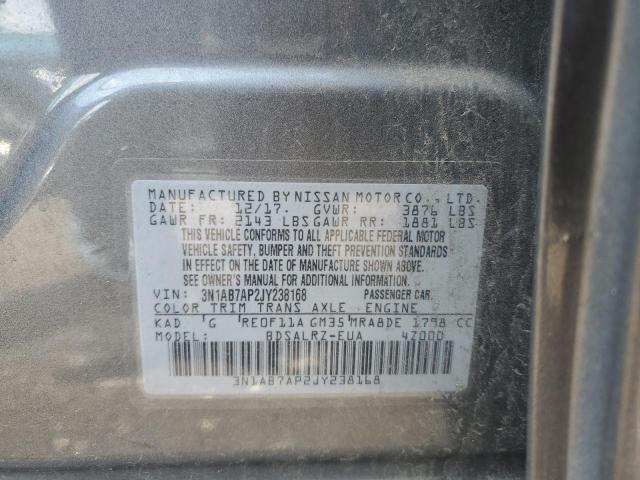 MANUFACTURED BY NISSAN MOTOR CO., LTD.
DATE: 12/17. GVWR: 3876 LBS
GAWR FR: 2143 LBS GAWR RR: 1881 LBS
THIS VEHICLE CONFORMS TO ALL APPLICABLE FEDERAL MOTOR
VEHICLE SAFETY, BUMPER AND THEFT PREVENTION STANDARDS
IN EFFECT ON THE DATE OF MANUFACTURE SHOWN ABOVE.
SEE OWNER'S MANUAL FOR ADDITIONAL INFORMATION.
VIN: 3N1AB7AP2JY238168 PASSENGER CAR.
COLOR TRIM TRANS AXLE ENGINE
KAD G RE0F11A GM35 MRA8DE 1798 CC
MODEL: BDSALRZ-EUA 4Z000
3N1AB7AP2JY238168